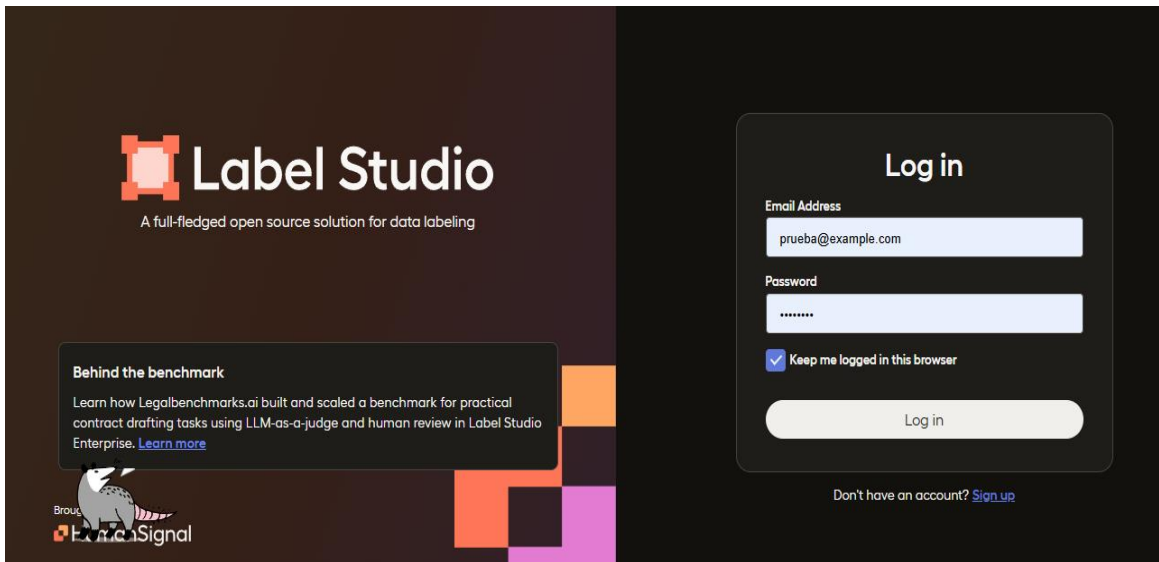 Label Studio
A full-fledged open source solution for data labeling
Behind the benchmark
Learn how Legalbenchmarks.ai built and scaled a benchmark for practical
contract drafting tasks using LLM-as-a-judge and human review in Label Studio
Enterprise. Learn more
Log in
Email Address
prueba@example.com
Password
••••••••
Keep me logged in this browser
Log in
Don't have an account? Sign up